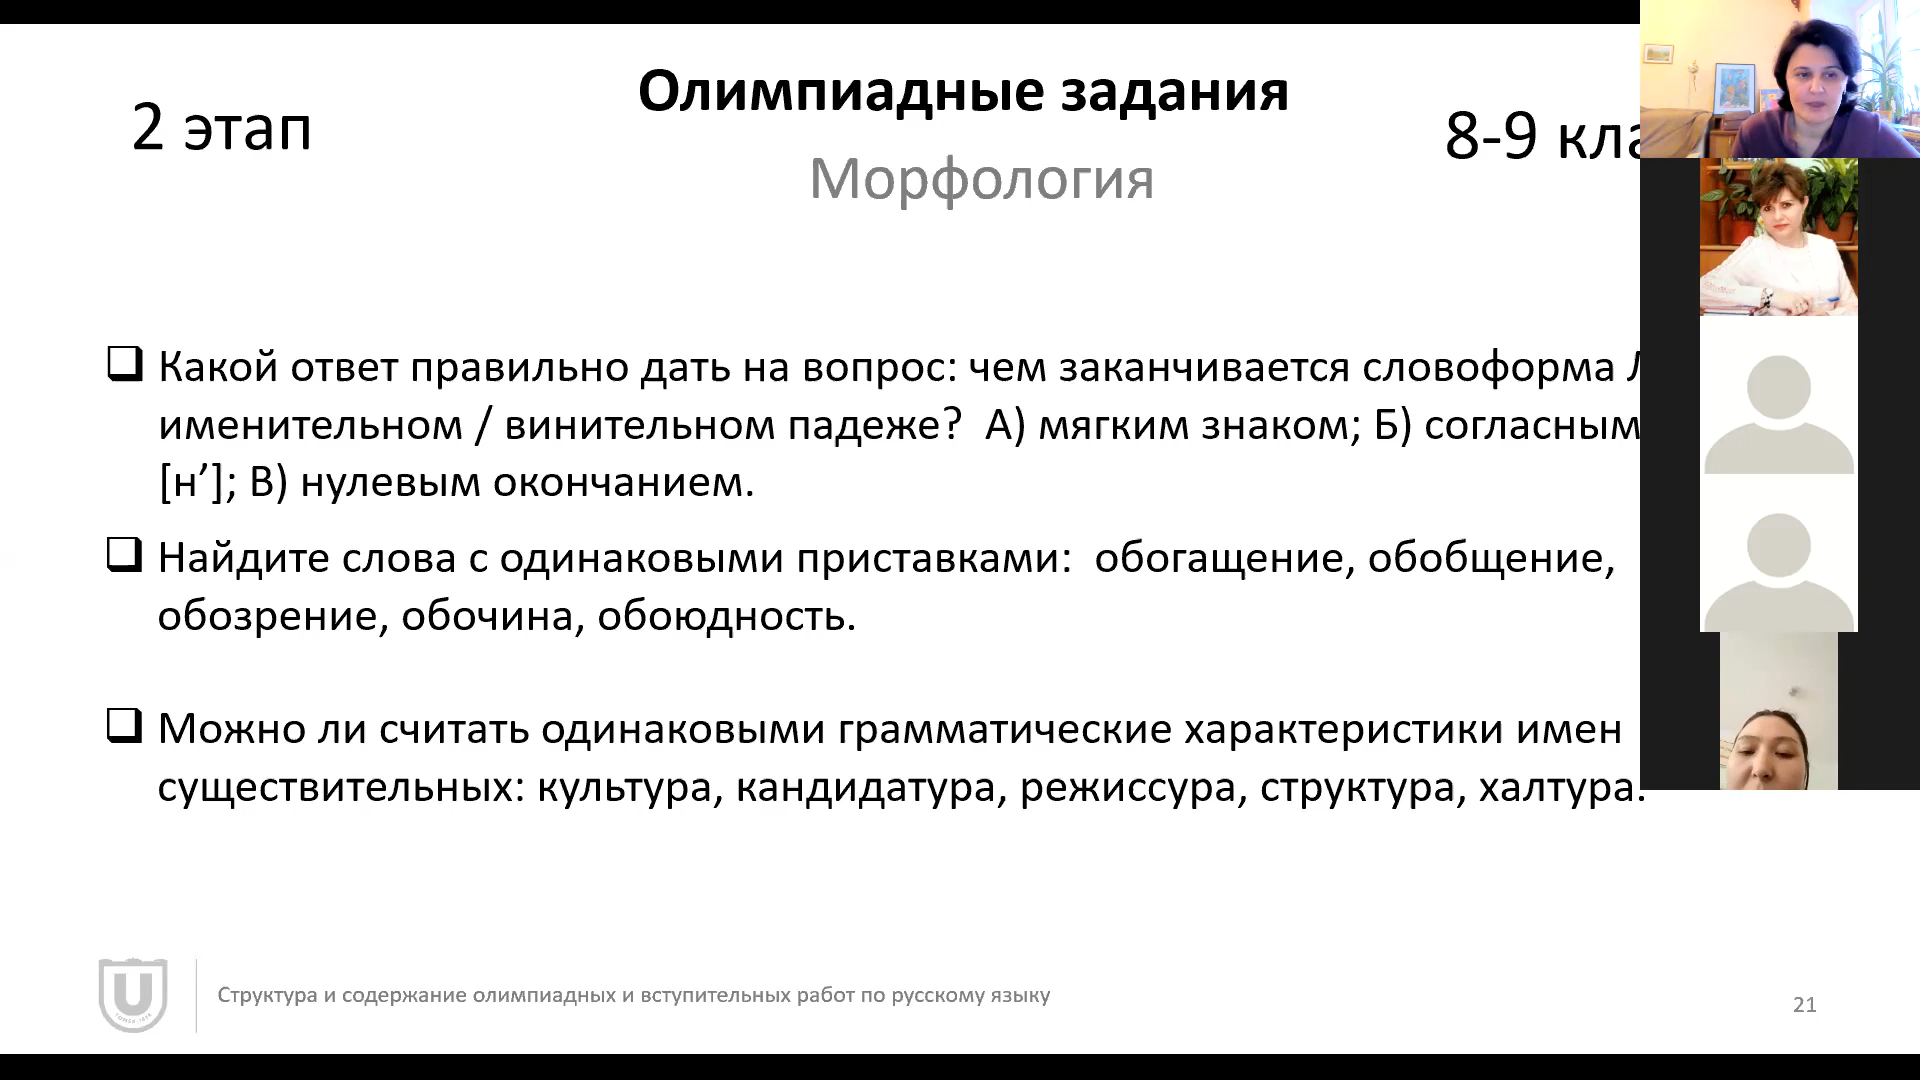 Олимпиадные задания
2 этап
8-9
Морфология
❑ Какой ответ правильно дать на вопрос: чем заканчивается словоформа
именительном / винительном падеже? А) мягким знаком; Б) согласным
[н’]; В) нулевым окончанием.
❑ Найдите слова с одинаковыми приставками: обогащение, обобщение,
обозрение, обочина, обоюдность.
❑ Можно ли считать одинаковыми грамматические характеристики имен
существительных: культура, кандидатура, режиссура, структура, халтура.
Структура и содержание олимпиадных и вступительных работ по русскому языку
21